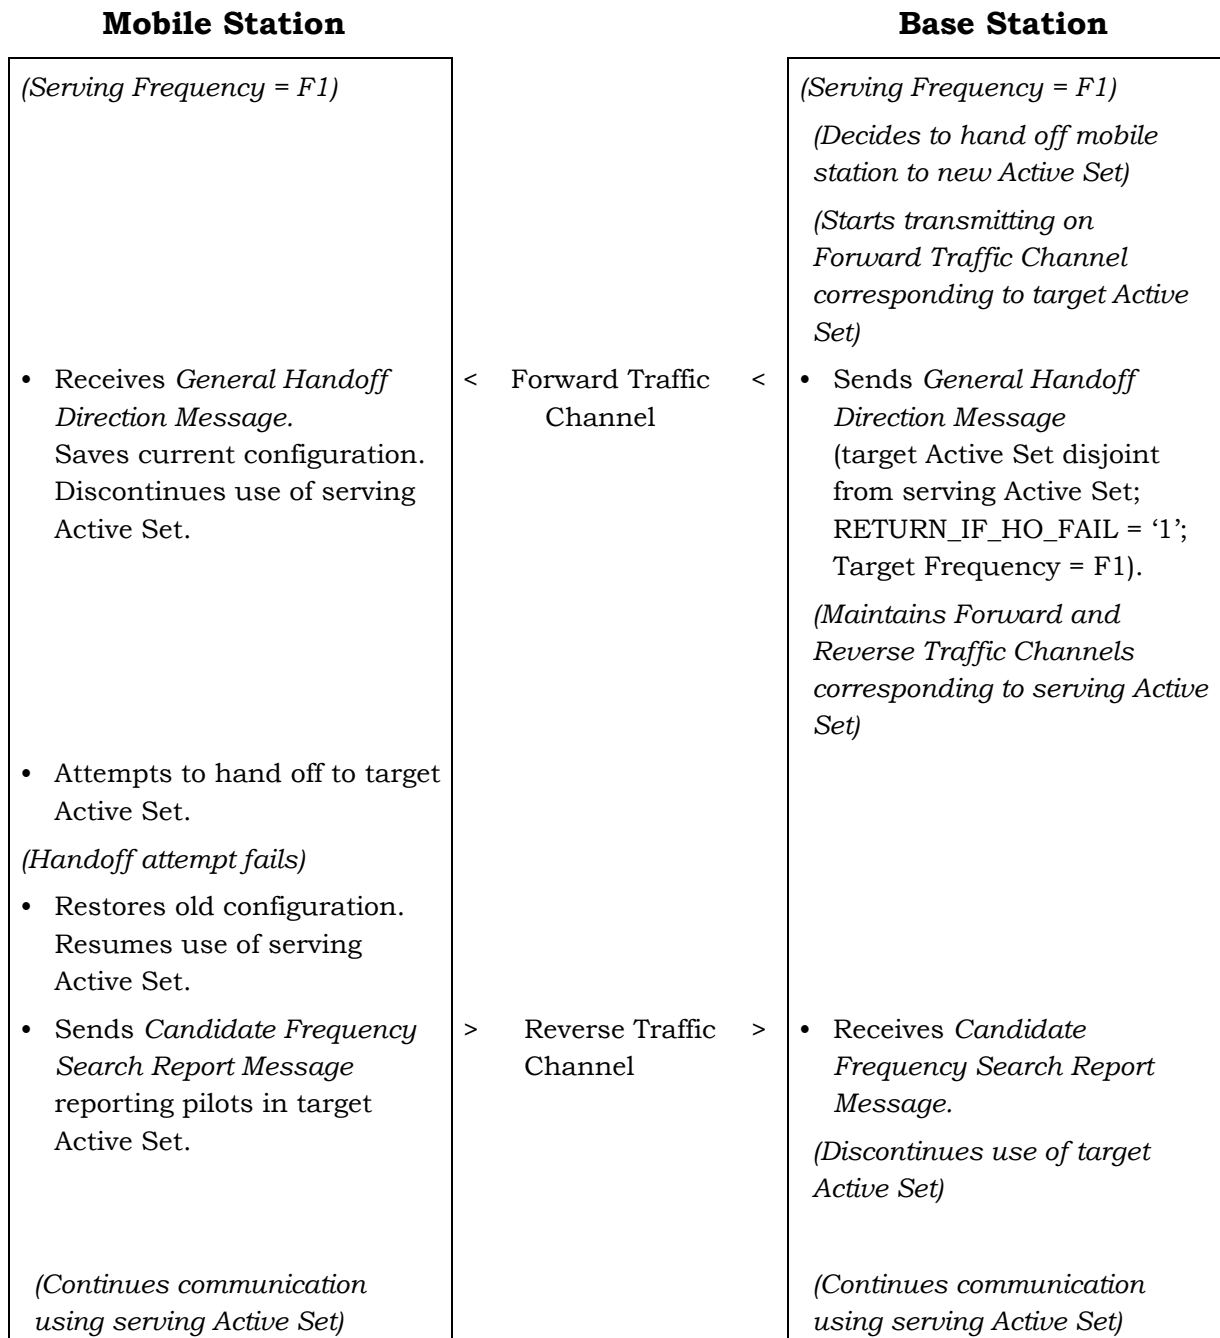 Mobile Station
Base Station
(Serving Frequency = F1)
(Serving Frequency = F1)
(Decides to hand off mobile
station to new Active Set)
(Starts transmitting on
Forward Traffic Channel
corresponding to target Active
Set)
• Receives General Handoff
Direction Message.
Saves current configuration.
Discontinues use of serving
Active Set.
< Forward Traffic <
Channel
• Sends General Handoff
Direction Message
(target Active Set disjoint
from serving Active Set;
RETURN_IF_HO_FAIL = ‘1’;
Target Frequency = F1).
(Maintains Forward and
Reverse Traffic Channels
corresponding to serving Active
Set)
• Attempts to hand off to target
Active Set.
(Handoff attempt fails)
• Restores old configuration.
Resumes use of serving
Active Set.
• Sends Candidate Frequency
Search Report Message
reporting pilots in target
Active Set.
> Reverse Traffic >
Channel
• Receives Candidate
Frequency Search Report
Message.
(Discontinues use of target
Active Set)
(Continues communication
using serving Active Set)
(Continues communication
using serving Active Set)